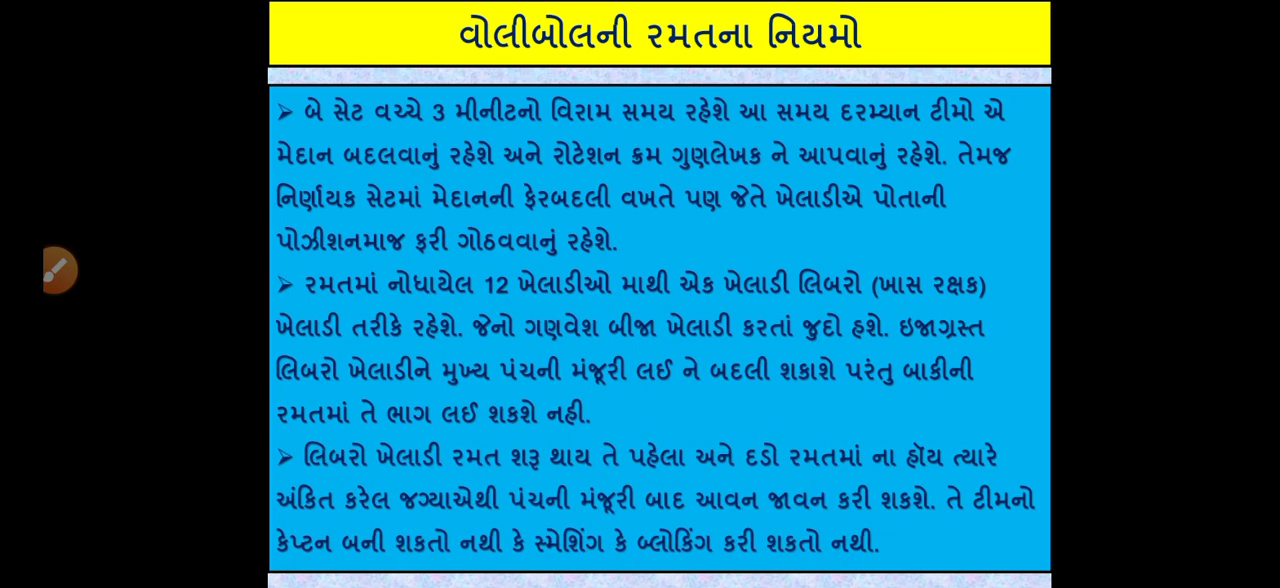 વોલીબોલની રમતના નિયમો
➢ બે સેટ વચ્ચે 3 મીનીટનો વિરામ સમય રહેશે આ સમય દરમ્યાન ટીમો એ
મેદાન બદલવાનું રહેશે અને રોટેશન ક્રમ ગુણલેખક ને આપવાનું રહેશે. તેમજ
નિર્ણાયક સેટમાં મેદાનની ફેરબદલી વખતે પણ જેતે ખેલાડીએ પોતાની
પોઝીશનમાજ ફરી ગોઠવવાનું રહેશે.
➢ રમતમાં નોધાયેલ 12 ખેલાડીઓ માથી એક ખેલાડી લિબરો (ખાસ રક્ષક)
ખેલાડી તરીકે રહેશે. જેનો ગણવેશ બીજા ખેલાડી કરતાં જુદો હશે. ઇજાગ્રસ્ત
લિબરો ખેલાડીને મુખ્ય પંચની મંજૂરી લઈ ને બદલી શકાશે પરંતુ બાકીની
રમતમાં તે ભાગ લઈ શકશે નહી.
➢ લિબરો ખેલાડી રમત શરૂ થાય તે પહેલા અને દડો રમતમાં ના હૉય ત્યારે
અંકિત કરેલ જગ્યાએથી પંચની મંજૂરી બાદ આવન જાવન કરી શકશે. તે ટીમનો
કેપ્ટન બની શકતો નથી કે સ્મેશિંગ કે બ્લોકિંગ કરી શકતો નથી.